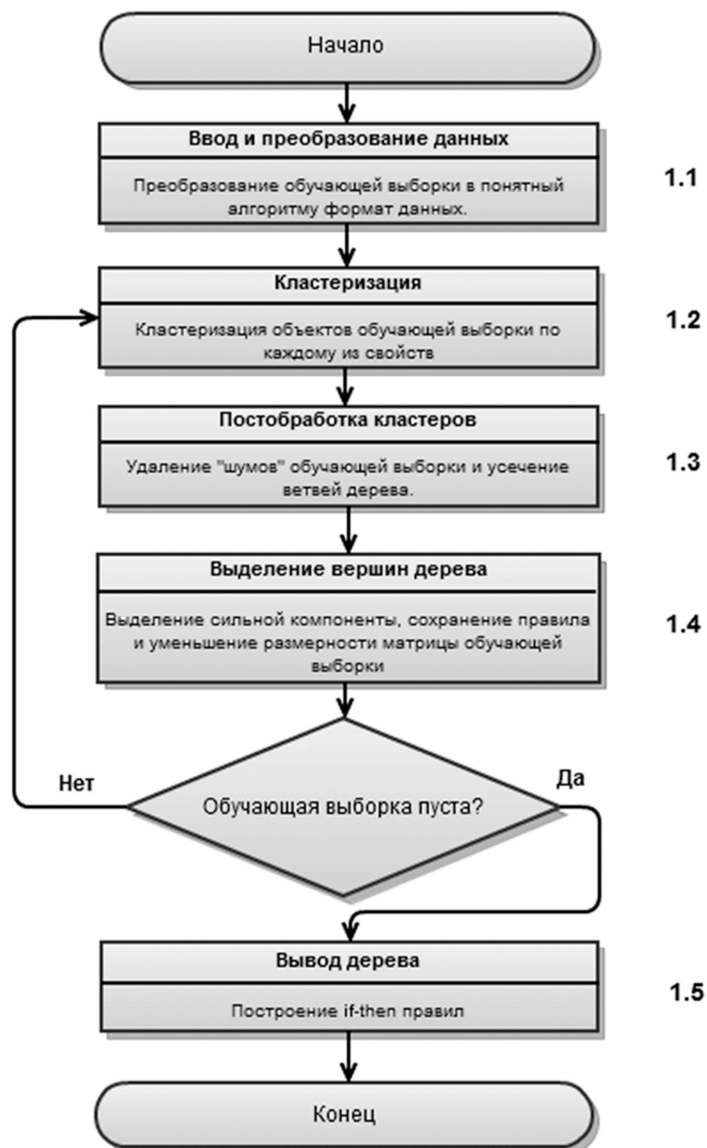 Начало
Ввод и преобразование данных
Преобразование обучающей выборки в понятный
алгоритму формат данных.
1.1
Кластеризация
Кластеризация объектов обучающей выборки по
каждому из свойств
1.2
Постобработка кластеров
Удаление "шумов" обучающей выборки и усечение
ветвей дерева.
1.3
Выделение вершин дерева
Выделение сильной компоненты, сохранение правила
и уменьшение размерности матрицы обучающей
выборки
1.4
Нет
Да
Обучающая выборка пуста?
Вывод дерева
Построение if-then правил
1.5
Конец